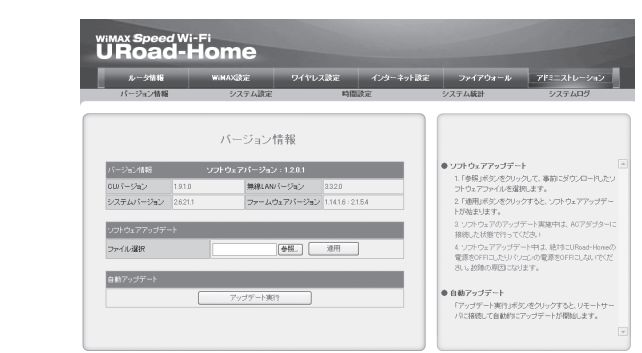 WiMAX Speed Wi-Fi
URoad-Home
ルータ情報 WiMAX設定 ワイヤレス設定 インターネット設定 ファイアウォール アドミニストレーション
バージョン情報 システム設定 時間設定 システム統計 システムログ
バージョン情報
バージョン情報 ソフトウェアバージョン : 1.2.0.1
CUIバージョン 1.9.1.0 無線LANバージョン 3.3.2.0
システムバージョン 2.6.21.1 ファームウェアバージョン 1.14.1.6 : 2.1.5.4
ソフトウェアアップデート
ファイル選択 参照... 適用
自動アップデート
アップデート実行
● ソフトウェアアップデート
1. 「参照」ボタンをクリックして、事前にダウンロードしたソ
フトウェアファイルを選択します。
2. 「適用」ボタンをクリックすると、ソフトウェアアップデー
トが始まります。
3. ソフトウェアのアップデート実施中は、ACアダプターに
接続した状態で行ってください
4. ソフトウェアアップデート中は、絶対にURoad-Homeの
電源をOFFにしたりパソコンの電源をOFFにしないでくだ
さい。故障の原因になります。
● 自動アップデート
「アップデート実行」ボタンをクリックすると、リモートサー
バに接続して自動的にアップデートが開始します。